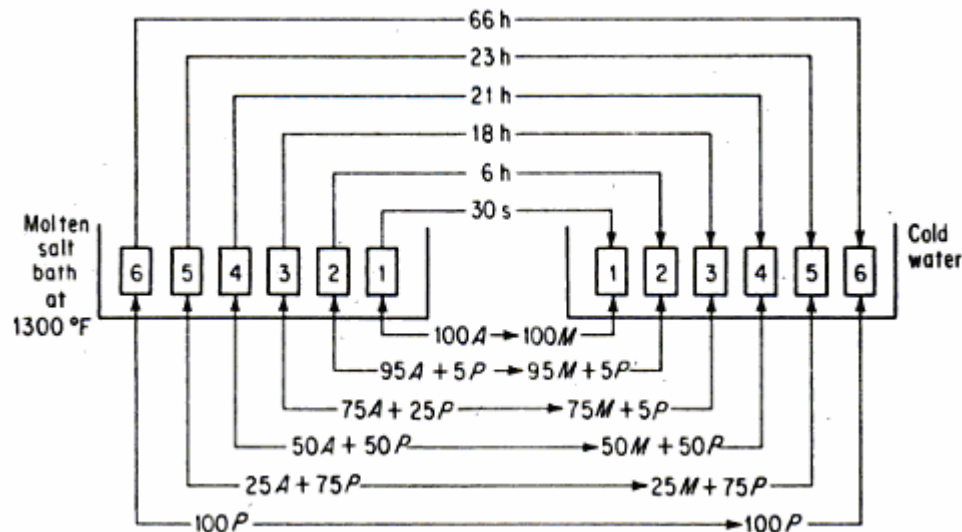 66 h
23 h
21 h
18 h
6 h
30 s
Molten
salt
bath
at
1300 °F
6 5 4 3 2 1
1 2 3 4 5 6
Cold
water
100A → 100M
95A + 5P → 95M + 5P
75A + 25P → 75M + 5P
50A + 50P → 50M + 50P
25A + 75P → 25M + 75P
100P → 100P